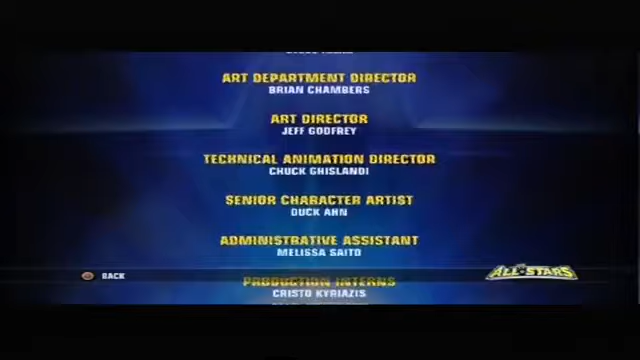 ART DEPARTMENT DIRECTOR
BRIAN CHAMBERS
ART DIRECTOR
JEFF GODFREY
TECHNICAL ANIMATION DIRECTOR
CHUCK GHISLANDI
SENIOR CHARACTER ARTIST
DUCK AHN
ADMINISTRATIVE ASSISTANT
MELISSA SAITO
BACK
ALL STARS
PRODUCTION INTERNS
CRISTO KYRIAZIS